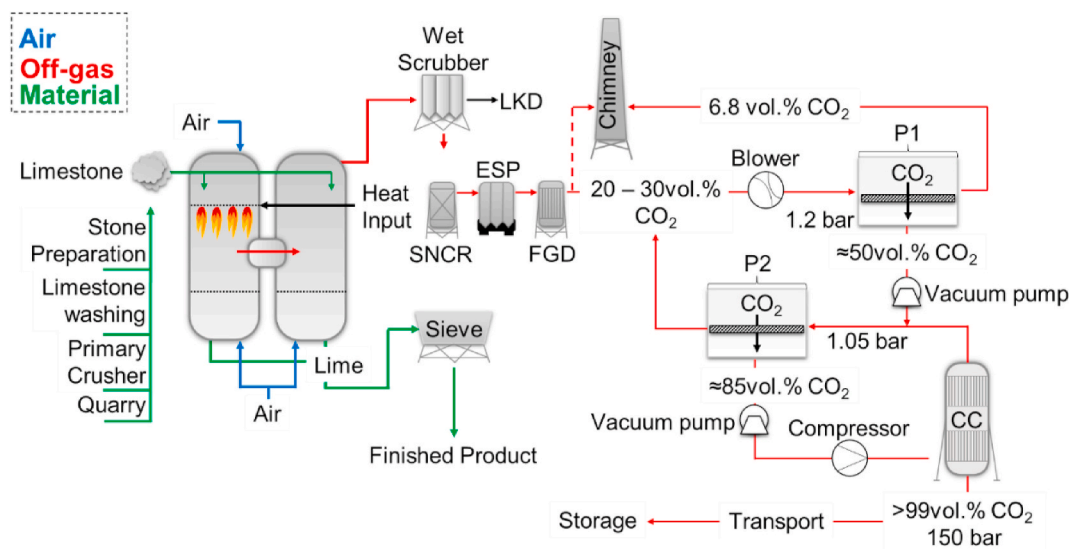 Air
Off-gas
Material
Wet
Scrubber
LKD
Chimney
6.8 vol.% CO₂
Air
P1
Limestone
Blower
CO₂
ESP
Heat
Input
20 – 30vol.%
CO₂
1.2 bar
Stone
Preparation
SNCR
FGD
≈50vol.% CO₂
P2
Limestone
washing
CO₂
Vacuum pump
Sieve
1.05 bar
Primary
Crusher
Lime
≈85vol.% CO₂
Quarry
Air
CC
Vacuum pump
Compressor
Finished Product
>99vol.% CO₂
150 bar
Transport
Storage